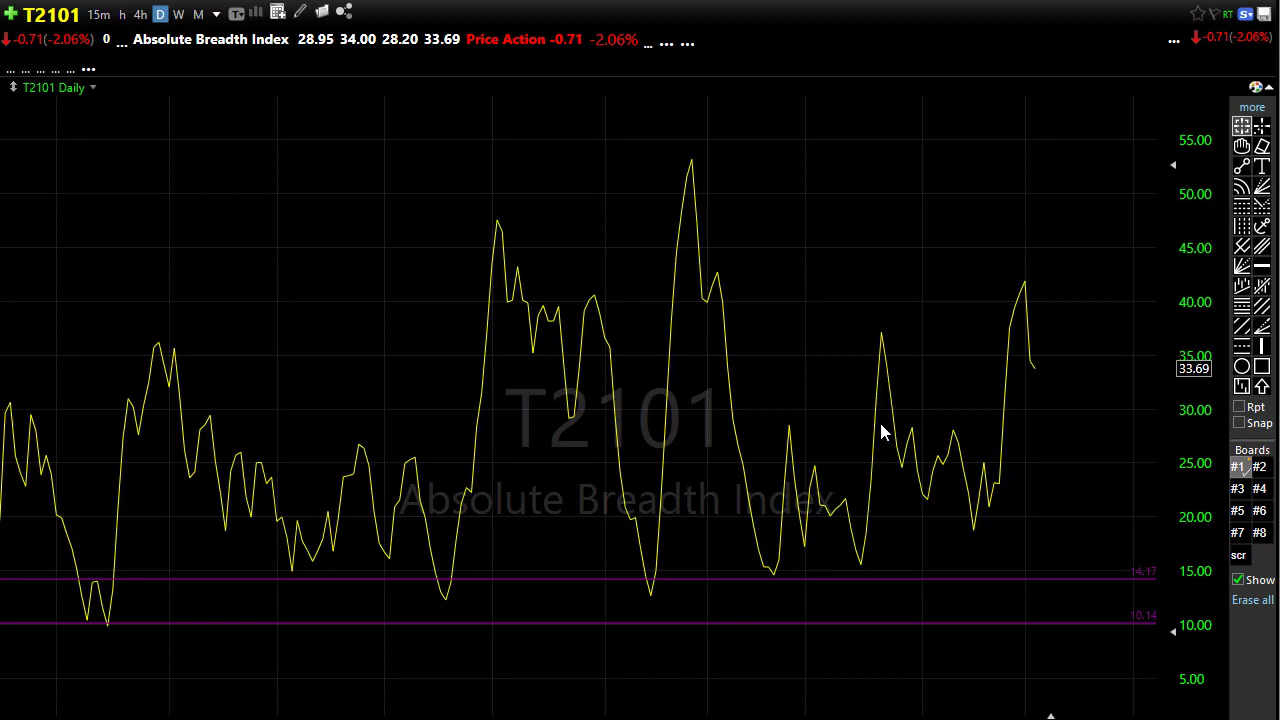 T2101 15m h 4h D W M RT S
-0.71(-2.06%) 0 ... Absolute Breadth Index 28.95 34.00 28.20 33.69 Price Action -0.71 -2.06% ... ... ... ... -0.71(-2.06%)
... ... ... ... ... ...
T2101 Daily
more
55.00
50.00
45.00
40.00
35.00
33.69
30.00
25.00
20.00
15.00
10.00
5.00
T2101
Absolute Breadth Index
14.17
10.14
T
Rpt
Snap
Boards
#1 #2
#3 #4
#5 #6
#7 #8
scr
Show
Erase all